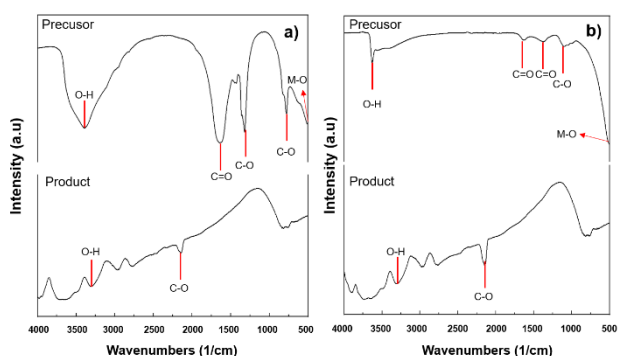 Precusor
a)
O-H
M-O
C-O
C-O
C=O
Product
O-H
C-O
Intensity (a.u)
4000 3500 3000 2500 2000 1500 1000 500
Wavenumbers (1/cm)
Precusor
b)
C=O C=O
C-O
O-H
M-O
Product
O-H
C-O
Intensity (a.u)
4000 3500 3000 2500 2000 1500 1000 500
Wavenumbers (1/cm)